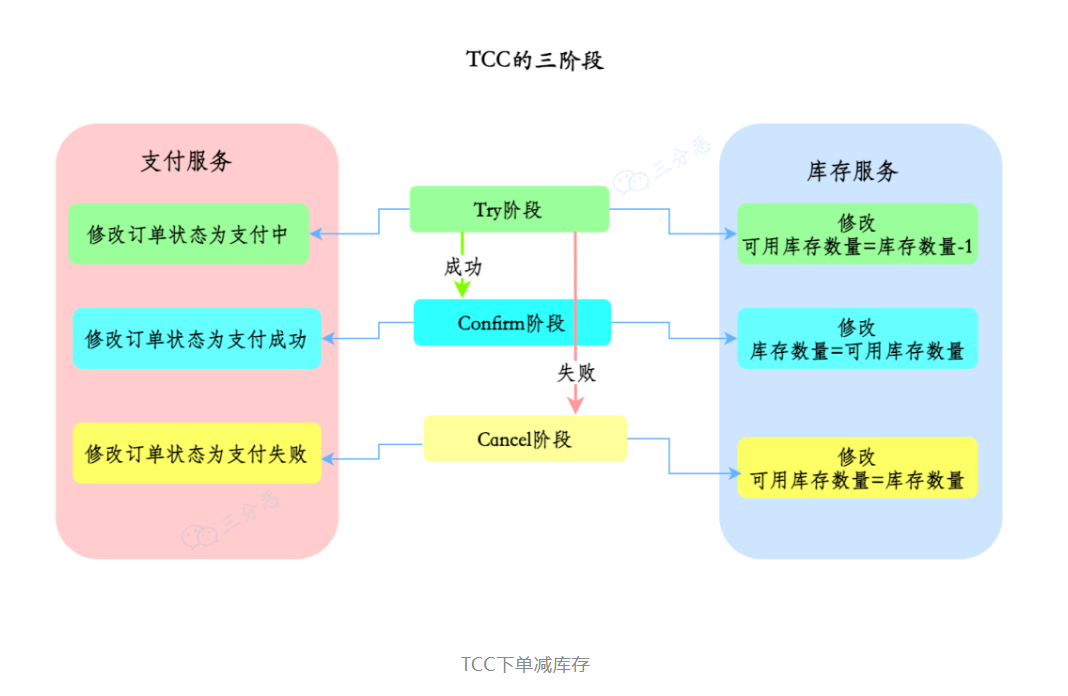 TCC的三阶段
支付服务
库存服务
三分恶
Try阶段
修改订单状态为支付中
修改
可用库存数量=库存数量-1
成功
Confirm阶段
修改订单状态为支付成功
修改
库存数量=可用库存数量
失败
Cancel阶段
修改订单状态为支付失败
修改
可用库存数量=库存数量
三分恶
TCC下单减库存